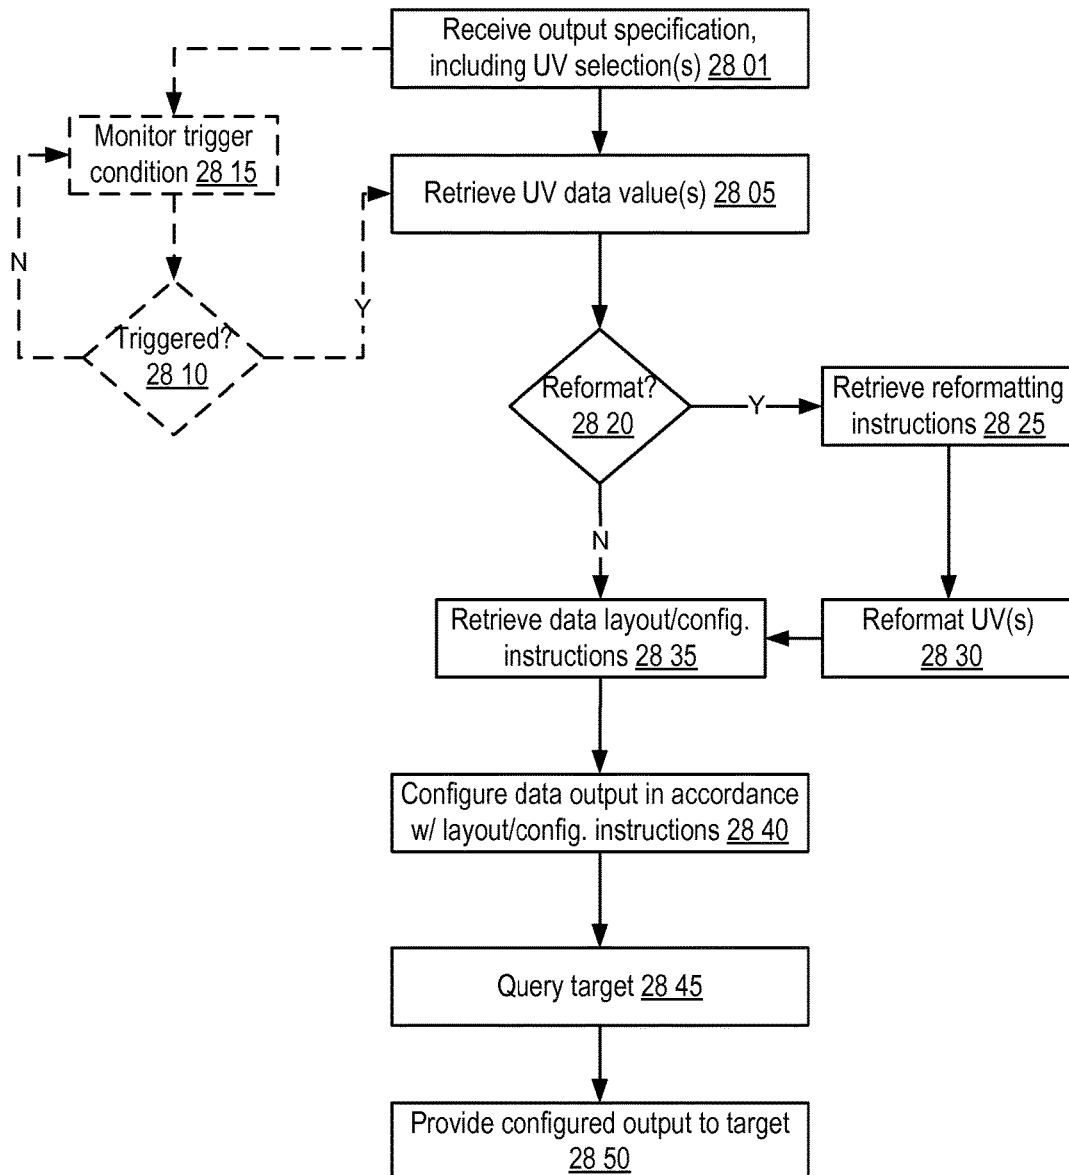 Receive output specification,
including UV selection(s) 28 01
Monitor trigger
condition 28 15
Retrieve UV data value(s) 28 05
N
Y
Triggered?
28 10
Reformat?
28 20
Y
Retrieve reformatting
instructions 28 25
N
Retrieve data layout/config.
instructions 28 35
Reformat UV(s)
28 30
Configure data output in accordance
w/ layout/config. instructions 28 40
Query target 28 45
Provide configured output to target
28 50